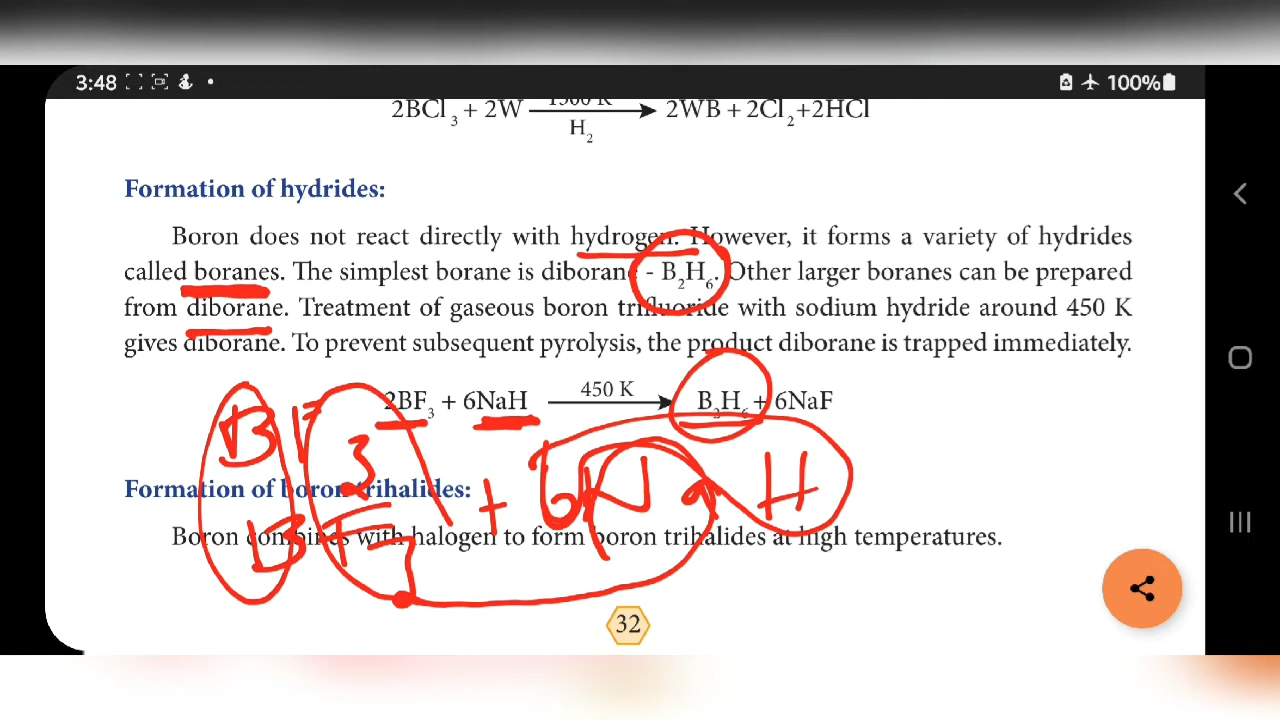 3:48 100%
2BCl₃ + 2W 1500 K H₂ 2WB + 2Cl₂+2HCl
Formation of hydrides:
Boron does not react directly with hydrogen. However, it forms a variety of hydrides
called boranes. The simplest borane is diborane - B₂H₆. Other larger boranes can be prepared
from diborane. Treatment of gaseous boron trifluoride with sodium hydride around 450 K
gives diborane. To prevent subsequent pyrolysis, the product diborane is trapped immediately.
2BF₃ + 6NaH 450 K B₂H₆ + 6NaF
BF3
BF3 + 6NaH
Formation of boron trihalides:
Boron combines with halogen to form boron trihalides at high temperatures.
32